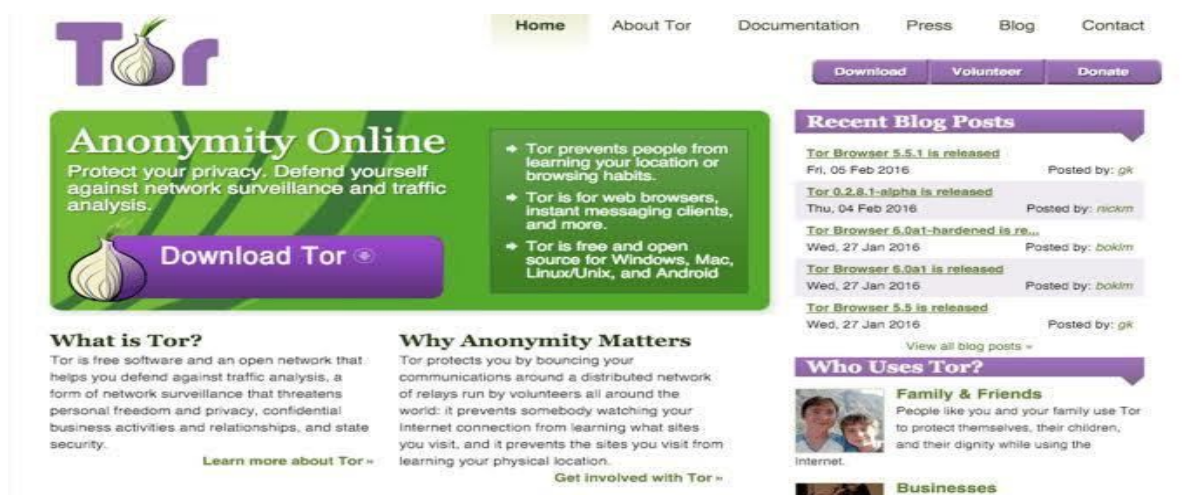 Tor
Home About Tor Documentation Press Blog Contact
Download Volunteer Donate
Anonymity Online
Protect your privacy. Defend yourself
against network surveillance and traffic
analysis.
Download Tor
Tor prevents people from
learning your location or
browsing habits.
Tor is for web browsers,
instant messaging clients,
and more.
Tor is free and open
source for Windows, Mac,
Linux/Unix, and Android
What is Tor?
Tor is free software and an open network that
helps you defend against traffic analysis, a
form of network surveillance that threatens
personal freedom and privacy, confidential
business activities and relationships, and state
security.
Learn more about Tor »
Why Anonymity Matters
Tor protects you by bouncing your
communications around a distributed network
of relays run by volunteers all around the
world: it prevents somebody watching your
Internet connection from learning what sites
you visit, and it prevents the sites you visit from
learning your physical location.
Get involved with Tor »
Recent Blog Posts
Tor Browser 5.5.1 is released
Fri, 05 Feb 2016 Posted by: gk
Tor 0.2.8.1-alpha is released
Thu, 04 Feb 2016 Posted by: nickm
Tor Browser 6.0a1-hardened is re...
Wed, 27 Jan 2016 Posted by: boklm
Tor Browser 6.0a1 is released
Wed, 27 Jan 2016 Posted by: boklm
Tor Browser 5.5 is released
Wed, 27 Jan 2016 Posted by: gk
View all blog posts »
Who Uses Tor?
Family & Friends
People like you and your family use Tor
to protect themselves, their children,
and their dignity while using the
Internet.
Businesses